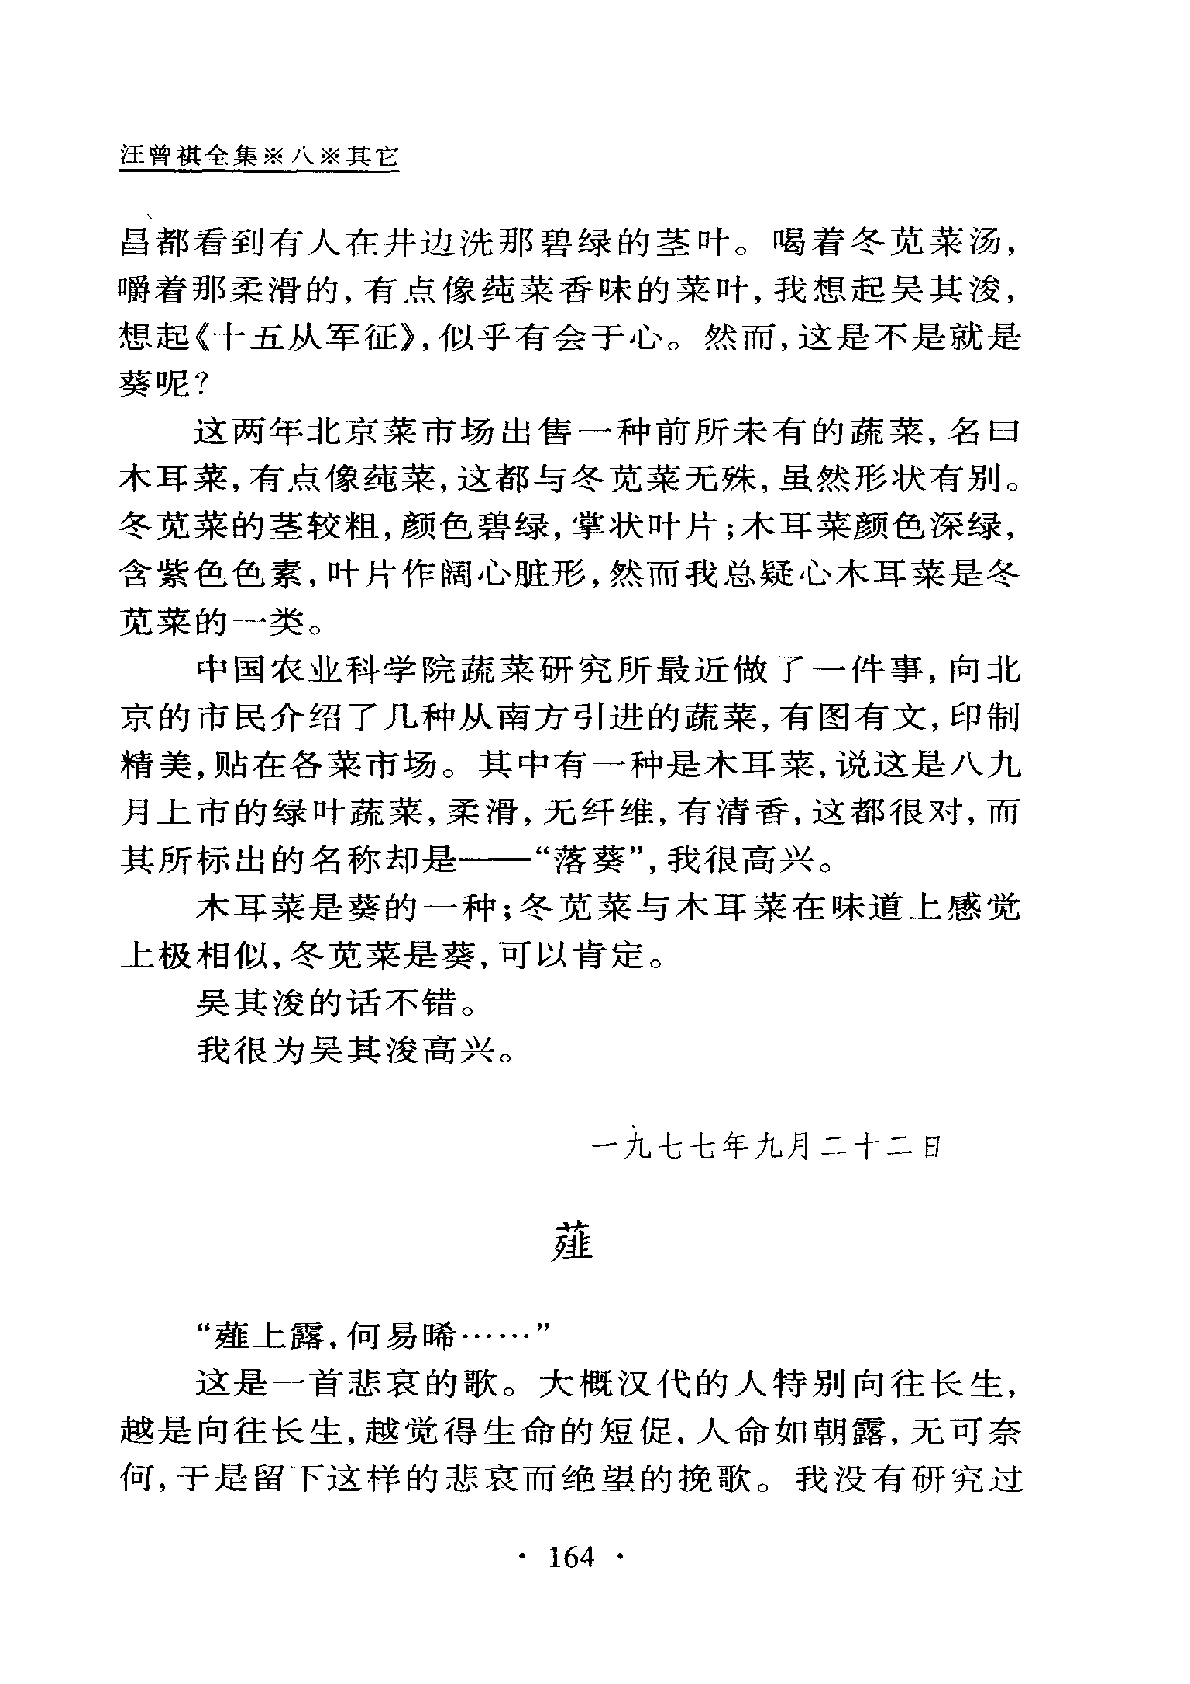 汪曾祺全集※八※其它
昌都看到有人在井边洗那碧绿的茎叶。喝着冬苋菜汤，
嚼着那柔滑的，有点像莼菜香味的菜叶，我想起吴其浚，
想起《十五从军征》，似乎有会于心。然而，这是不是就是
葵呢？
这两年北京菜市场出售一种前所未有的蔬菜，名曰
木耳菜，有点像莼菜，这都与冬苋菜无殊，虽然形状有别。
冬苋菜的茎较粗，颜色碧绿，掌状叶片；木耳菜颜色深绿，
含紫色色素，叶片作阔心脏形，然而我总疑心木耳菜是冬
苋菜的一类。
中国农业科学院蔬菜研究所最近做了一件事，向北
京的市民介绍了几种从南方引进的蔬菜，有图有文，印制
精美，贴在各菜市场。其中有一种是木耳菜，说这是八九
月上市的绿叶蔬菜，柔滑，无纤维，有清香，这都很对，而
其所标出的名称却是——“落葵”，我很高兴。
木耳菜是葵的一种；冬苋菜与木耳菜在味道上感觉
上极相似，冬苋菜是葵，可以肯定。
吴其浚的话不错。
我很为吴其浚高兴。
一九七七年九月二十二日
薤
“薤上露，何易晞……”
这是一首悲哀的歌。大概汉代的人特别向往长生，
越是向往长生，越觉得生命的短促，人命如朝露，无可奈
何，于是留下这样的悲哀而绝望的挽歌。我没有研究过
· 164 ·